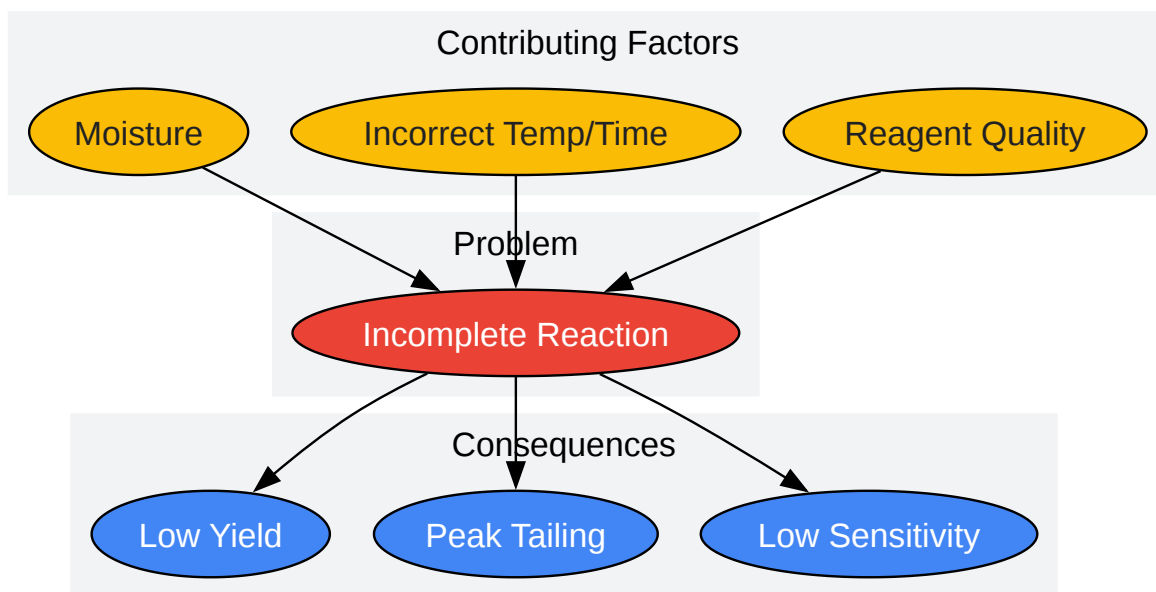 Contributing Factors
Moisture
Incorrect Temp/Time
Reagent Quality
Problem
Incomplete Reaction
Consequences
Low Yield
Peak Tailing
Low Sensitivity